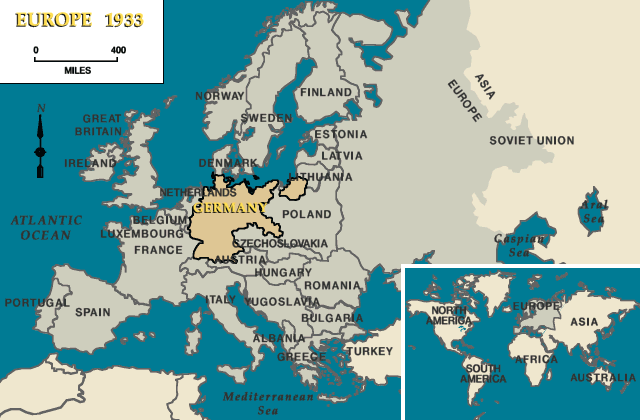 EUROPE 1933
0 400
MILES
N
NORWAY
FINLAND
SWEDEN
ESTONIA
LATVIA
LITHUANIA
DENMARK
GREAT
BRITAIN
IRELAND
NETHERLANDS
GERMANY
POLAND
BELGIUM
LUXEMBOURG
FRANCE
CZECHOSLOVAKIA
AUSTRIA
HUNGARY
ROMANIA
PORTUGAL
SPAIN
ITALY
YUGOSLAVIA
BULGARIA
ALBANIA
GREECE
TURKEY
ASIA
EUROPE
SOVIET UNION
ATLANTIC
OCEAN
Aral
Sea
Caspian
Sea
Mediterranean
Sea
NORTH
AMERICA
EUROPE
ASIA
AFRICA
SOUTH
AMERICA
AUSTRALIA